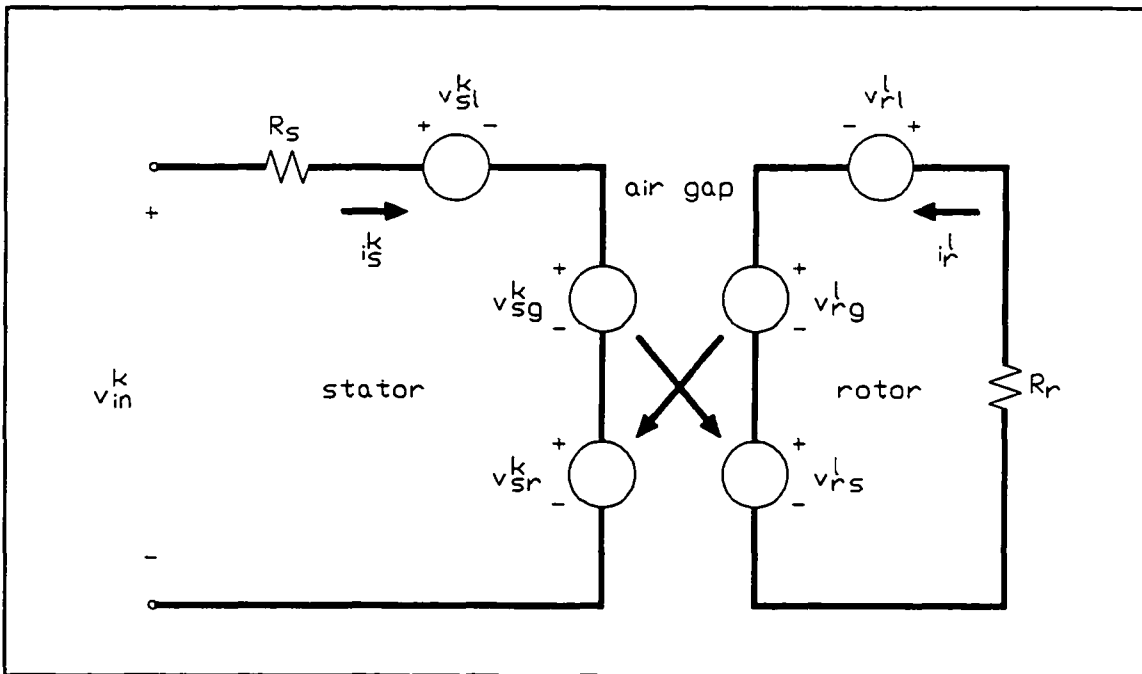 v_sl^k
v_rl^l
+ -
- +
R_s
air gap
+
i_s^k
i_r^l
+
+
v_sg^k
v_rg^l
-
-
v_in^k
stator
rotor
R_r
+
+
v_sr^k
v_rs^l
-
-
-